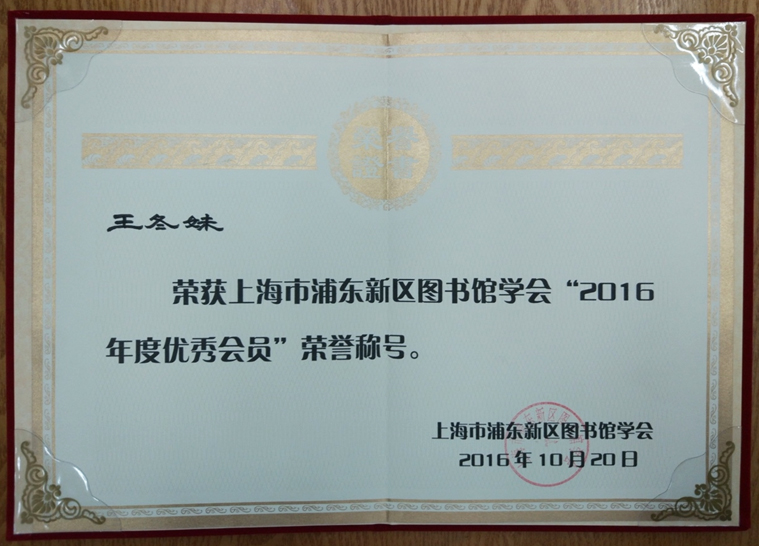 王冬妹
荣获上海市浦东新区图书馆学会“2016
年度优秀会员”荣誉称号。
上海市浦东新区图书馆学会
2016年10月20日